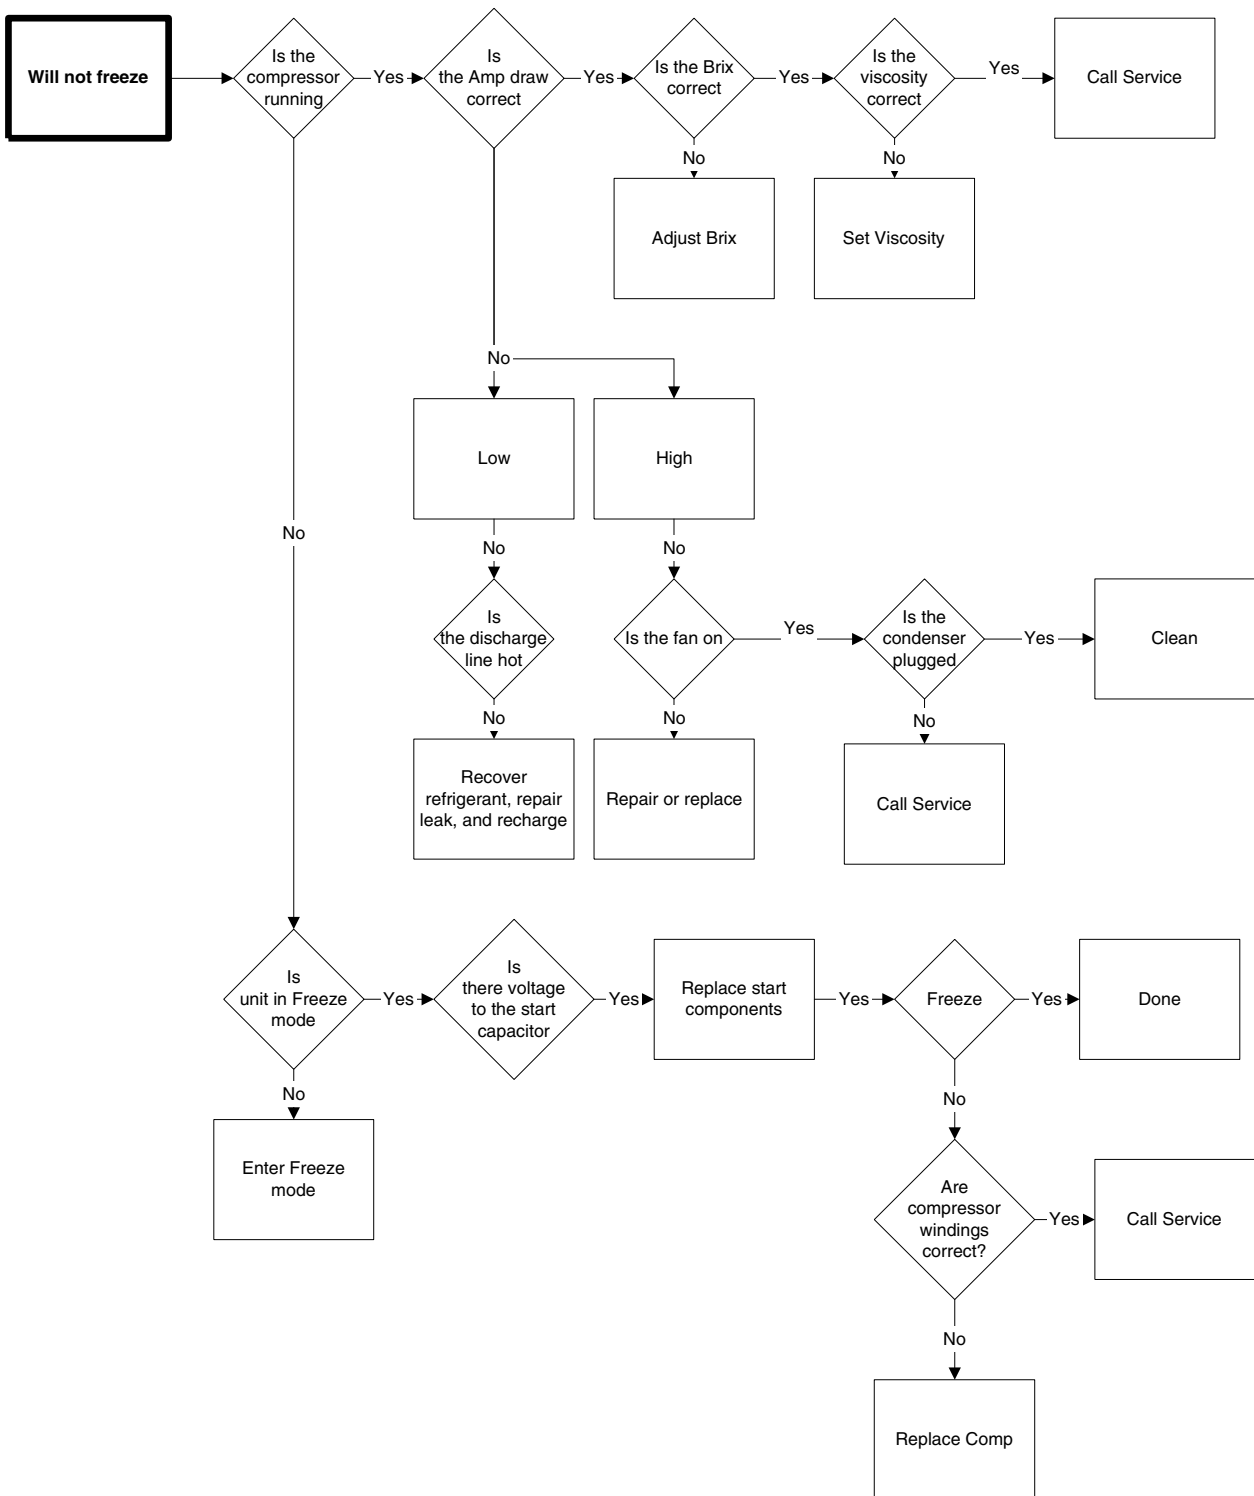 Will not freeze
Is the
compressor
running
Yes
Is
the Amp draw
correct
Yes
Is the Brix
correct
Yes
Is the
viscosity
correct
Yes
Call Service
No
No
Adjust Brix
Set Viscosity
No
Low
High
No
No
No
Is
the discharge
line hot
Is the fan on
Yes
Is the
condenser
plugged
Yes
Clean
No
No
No
Recover
refrigerant, repair
leak, and recharge
Repair or replace
Call Service
Is
unit in Freeze
mode
Yes
Is
there voltage
to the start
capacitor
Yes
Replace start
components
Yes
Freeze
Yes
Done
No
No
Enter Freeze
mode
Are
compressor
windings
correct?
Yes
Call Service
No
Replace Comp